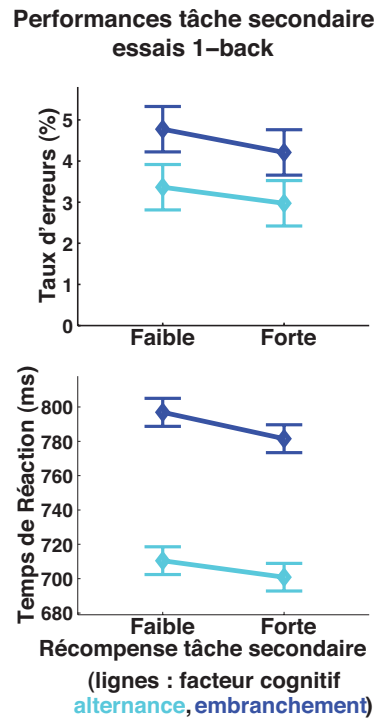 Performances tâche secondaire
essais 1–back
Taux d'erreurs (%)
5
4
3
2
1
0
Faible Forte
Temps de Réaction (ms)
800
780
760
740
720
700
680
Faible Forte
Récompense tâche secondaire
(lignes : facteur cognitif
alternance, embranchement)